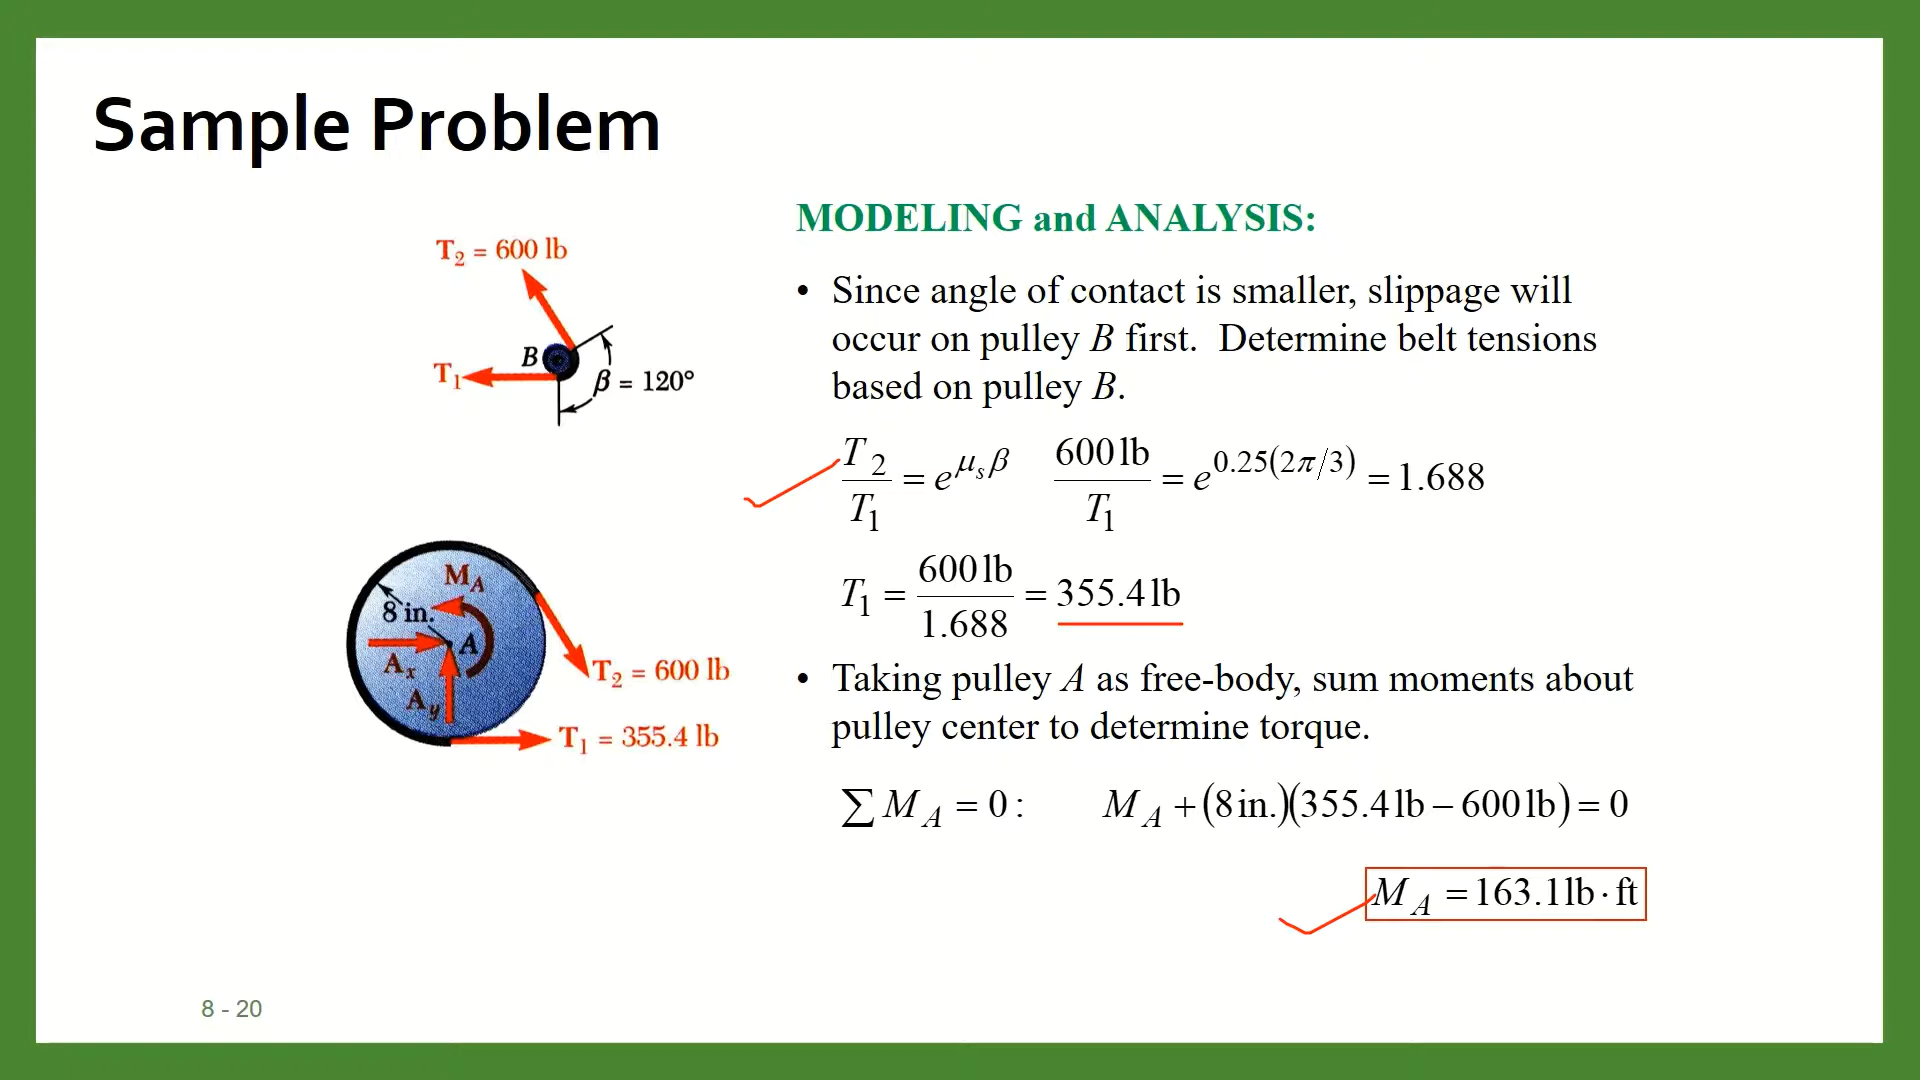 Sample Problem
MODELING and ANALYSIS:
T₂ = 600 lb
B
T₁
β = 120°
• Since angle of contact is smaller, slippage will
occur on pulley B first. Determine belt tensions
based on pulley B.
T₂/T₁ = e^{μₛβ}   600 lb/T₁ = e^{0.25(2π/3)} = 1.688
T₁ = 600 lb/1.688 = 355.4 lb
M_A
8 in.
A
Aₓ
A_y
T₂ = 600 lb
T₁ = 355.4 lb
• Taking pulley A as free-body, sum moments about
pulley center to determine torque.
∑ M_A = 0 :   M_A + (8 in.)(355.4 lb − 600 lb) = 0
M_A = 163.1 lb · ft
8 - 20